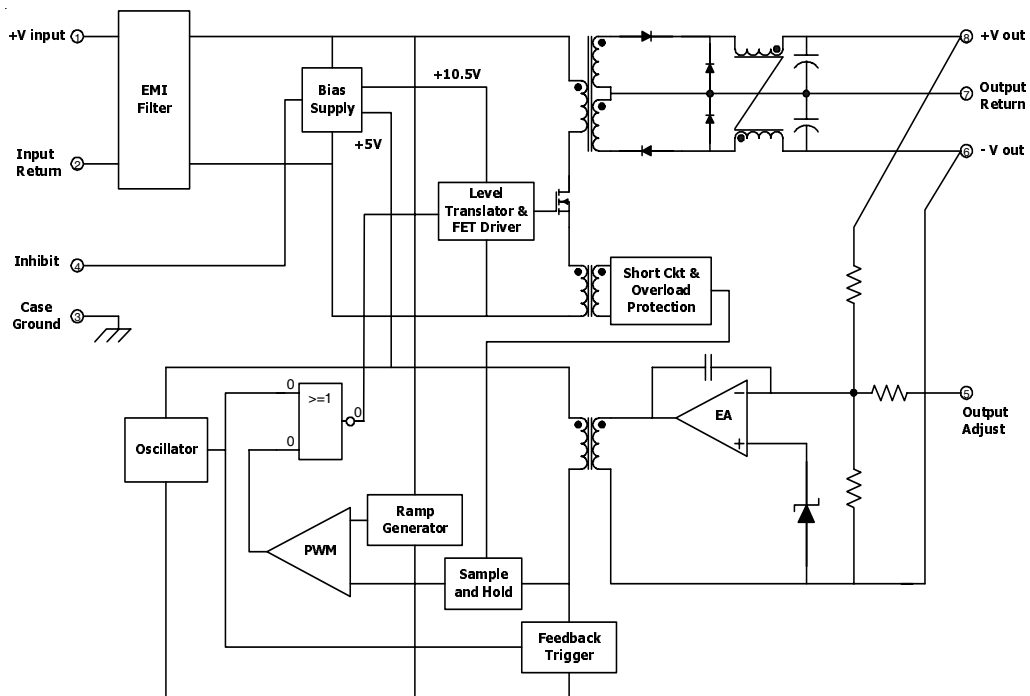 +V input
1
EMI
Filter
Input
Return
2
Inhibit
4
Case
Ground
3
Bias
Supply
+10.5V
+5V
Level
Translator &
FET Driver
Short Ckt &
Overload
Protection
8
+V out
7
Output
Return
6
- V out
5
Output
Adjust
EA
−
+
0
>=1
0
0
Oscillator
Ramp
Generator
PWM
Sample
and Hold
Feedback
Trigger